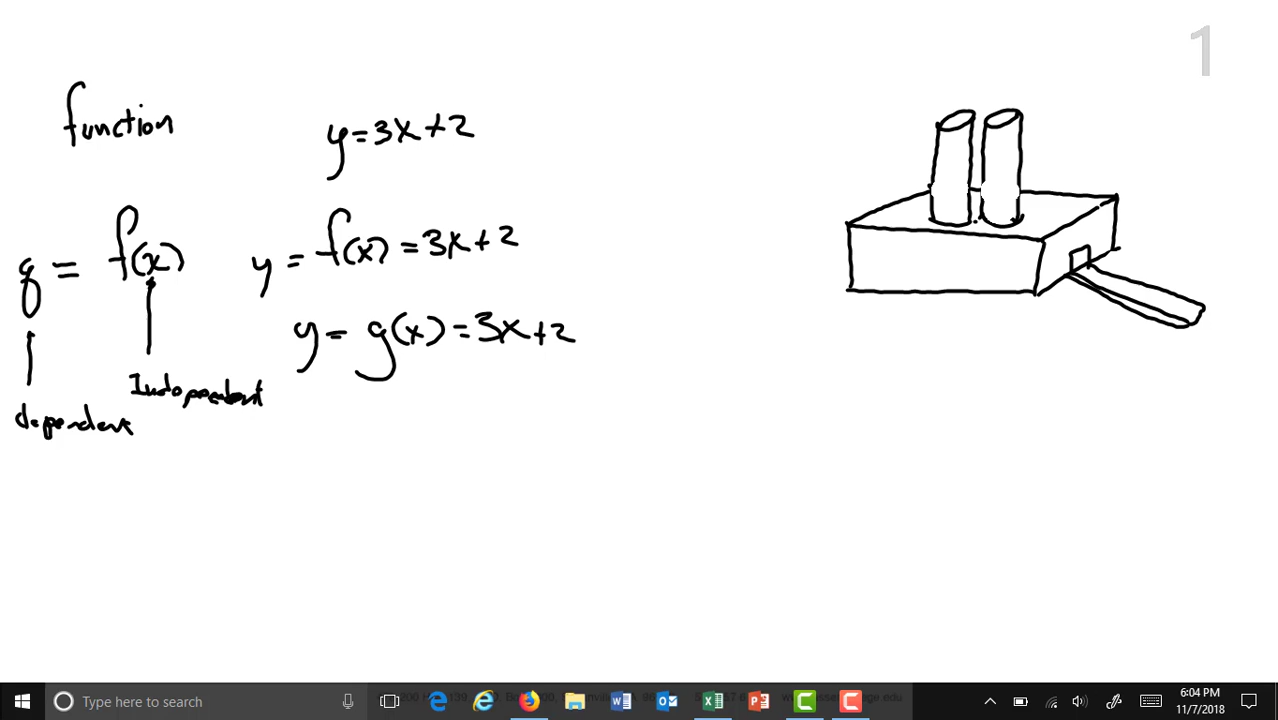 1
function
y=3x+2
y = f(x)
y = f(x) = 3x+2
y = g(x) = 3x+2
Independent
dependent
Type here to search
6:04 PM
11/7/2018